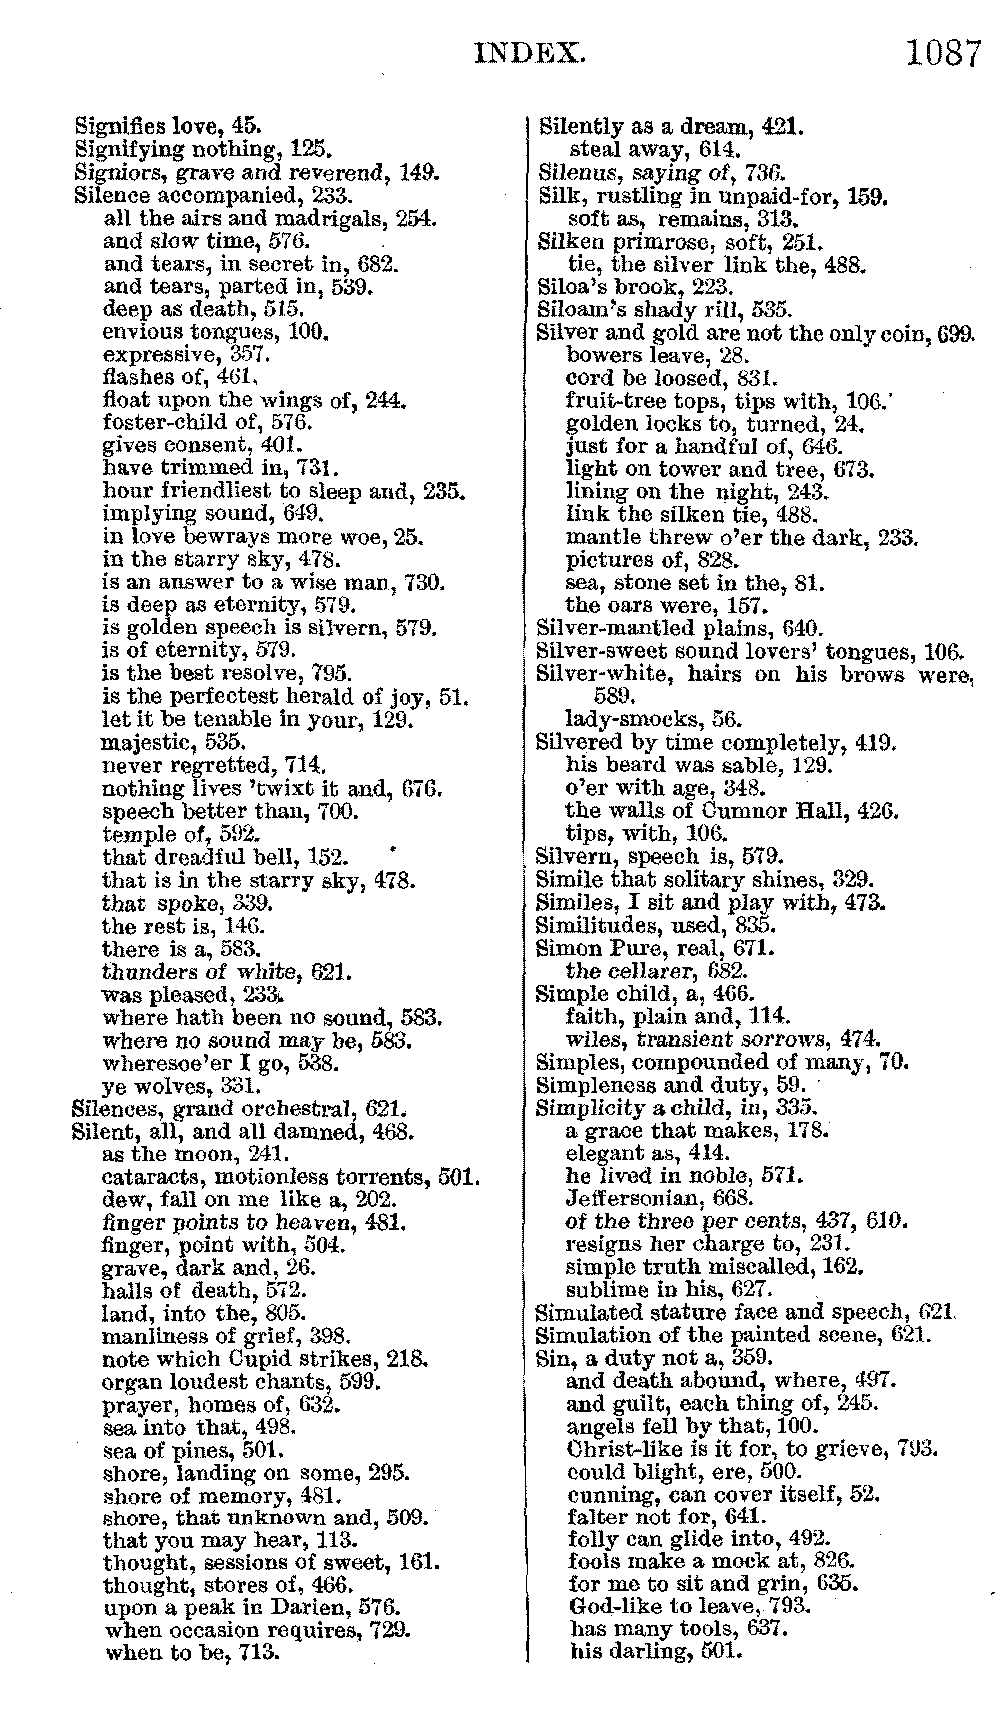 INDEX. 1087
Signifies love, 45.
Signifying nothing, 125.
Signiors, grave and reverend, 149.
Silence accompanied, 233.
all the airs and madrigals, 254.
and slow time, 576.
and tears, in secret in, 682.
and tears, parted in, 539.
deep as death, 515.
envious tongues, 100.
expressive, 357.
flashes of, 461.
float upon the wings of, 244.
foster-child of, 576.
gives consent, 401.
have trimmed in, 731.
hour friendliest to sleep and, 235.
implying sound, 649.
in love bewrays more woe, 25.
in the starry sky, 478.
is an answer to a wise man, 730.
is deep as eternity, 579.
is golden speech is silvern, 579.
is of eternity, 579.
is the best resolve, 795.
is the perfectest herald of joy, 51.
let it be tenable in your, 129.
majestic, 535.
never regretted, 714.
nothing lives 'twixt it and, 676.
speech better than, 700.
temple of, 592.
that dreadful bell, 152.
that is in the starry sky, 478.
that spoke, 339.
the rest is, 146.
there is a, 583.
thunders of white, 621.
was pleased, 233.
where hath been no sound, 583.
where no sound may be, 583.
wheresoe'er I go, 538.
ye wolves, 331.
Silences, grand orchestral, 621.
Silent, all, and all damned, 468.
as the moon, 241.
cataracts, motionless torrents, 501.
dew, fall on me like a, 202.
finger points to heaven, 481.
finger, point with, 504.
grave, dark and, 26.
halls of death, 572.
land, into the, 805.
manliness of grief, 398.
note which Cupid strikes, 218.
organ loudest chants, 599.
prayer, homes of, 632.
sea into that, 498.
sea of pines, 501.
shore, landing on some, 295.
shore of memory, 481.
shore, that unknown and, 509.
that you may hear, 113.
thought, sessions of sweet, 161.
thought, stores of, 466.
upon a peak in Darien, 576.
when occasion requires, 729.
when to be, 713.
Silently as a dream, 421.
steal away, 614.
Silenus, saying of, 736.
Silk, rustling in unpaid-for, 159.
soft as, remains, 313.
Silken primrose, soft, 251.
tie, the silver link the, 488.
Siloa's brook, 223.
Siloam's shady rill, 535.
Silver and gold are not the only coin, 699.
bowers leave, 28.
cord be loosed, 831.
fruit-tree tops, tips with, 106.
golden locks to, turned, 24.
just for a handful of, 646.
light on tower and tree, 673.
lining on the night, 243.
link the silken tie, 488.
mantle threw o'er the dark, 233.
pictures of, 828.
sea, stone set in the, 81.
the oars were, 157.
Silver-mantled plains, 640.
Silver-sweet sound lovers' tongues, 106.
Silver-white, hairs on his brows were,
589.
lady-smocks, 56.
Silvered by time completely, 419.
his beard was sable, 129.
o'er with age, 348.
the walls of Cumnor Hall, 426.
tips, with, 106.
Silvern, speech is, 579.
Simile that solitary shines, 329.
Similes, I sit and play with, 473.
Similitudes, used, 835.
Simon Pure, real, 671.
the cellarer, 682.
Simple child, a, 466.
faith, plain and, 114.
wiles, transient sorrows, 474.
Simples, compounded of many, 70.
Simpleness and duty, 59.
Simplicity a child, in, 335.
a grace that makes, 178.
elegant as, 414.
he lived in noble, 571.
Jeffersonian, 668.
of the three per cents, 437, 610.
resigns her charge to, 231.
simple truth miscalled, 162.
sublime in his, 627.
Simulated stature face and speech, 621.
Simulation of the painted scene, 621.
Sin, a duty not a, 359.
and death abound, where, 497.
and guilt, each thing of, 245.
angels fell by that, 100.
Christ-like is it for, to grieve, 793.
could blight, ere, 500.
cunning, can cover itself, 52.
falter not for, 641.
folly can glide into, 492.
fools make a mock at, 826.
for me to sit and grin, 635.
God-like to leave, 793.
has many tools, 637.
his darling, 501.